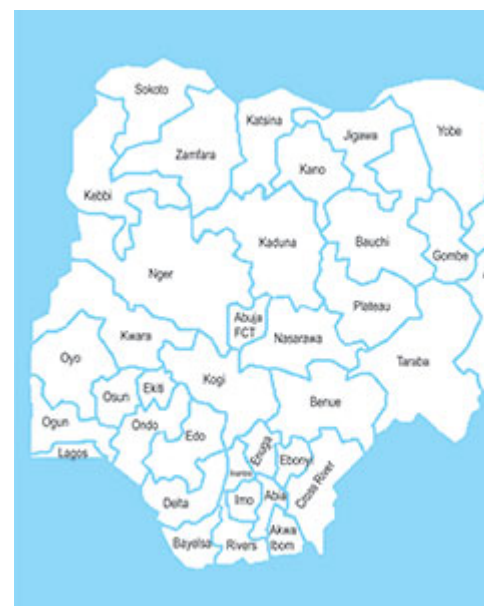 Sokoto
Katsina
Yobe
Jigawa
Zamfara
Kano
Kebbi
Kaduna
Bauchi
Gombe
Nger
Plateau
Abuja
FCT
Kwara
Nasarawa
Taraba
Oyo
Kogi
Ekiti
Osun
Benue
Ogun
Ondo
Edo
Lagos
Enugu
Ebonyi
Cross River
Delta
Imo
Abia
Akwa
Ibom
Bayelsa
Rivers